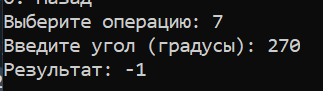 0. Назад
Выберите операцию: 7
Введите угол (градусы): 270
Результат: -1